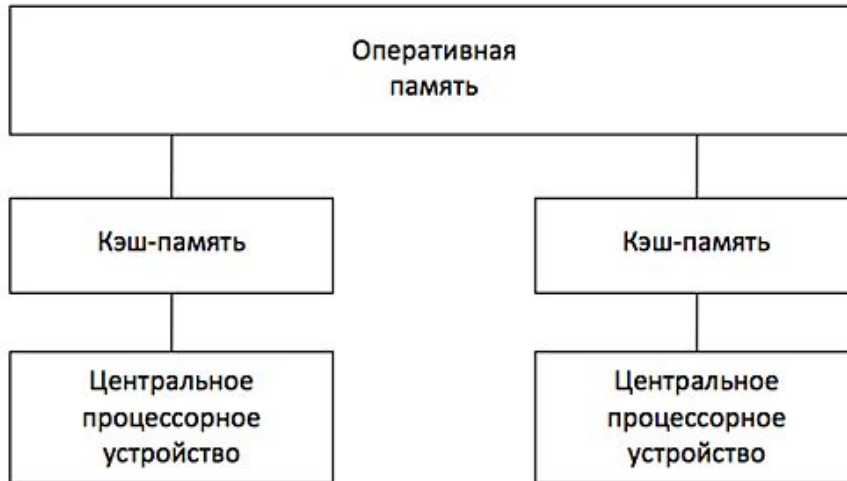 Оперативная
память
Кэш-память
Кэш-память
Центральное
процессорное
устройство
Центральное
процессорное
устройство